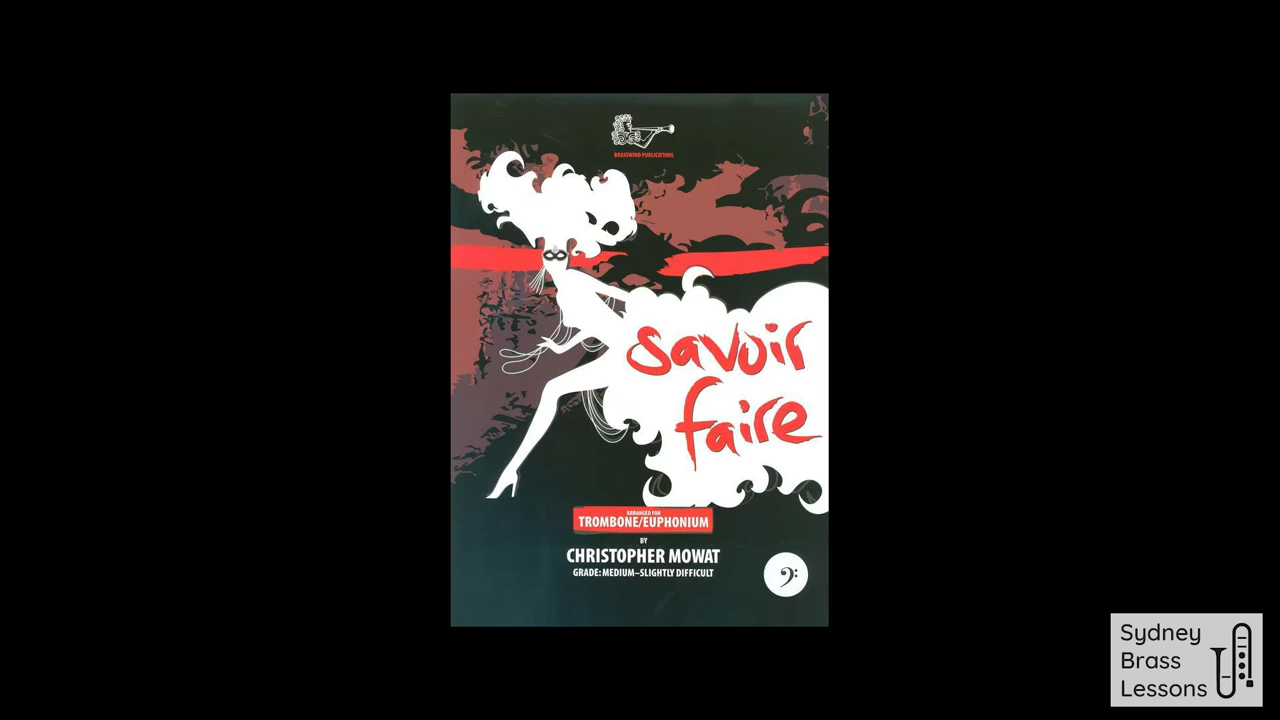 BRASSWIND PUBLICATIONS
savoir
faire
ARRANGED FOR
TROMBONE/EUPHONIUM
BY
CHRISTOPHER MOWAT
GRADE: MEDIUM–SLIGHTLY DIFFICULT
Sydney
Brass
Lessons